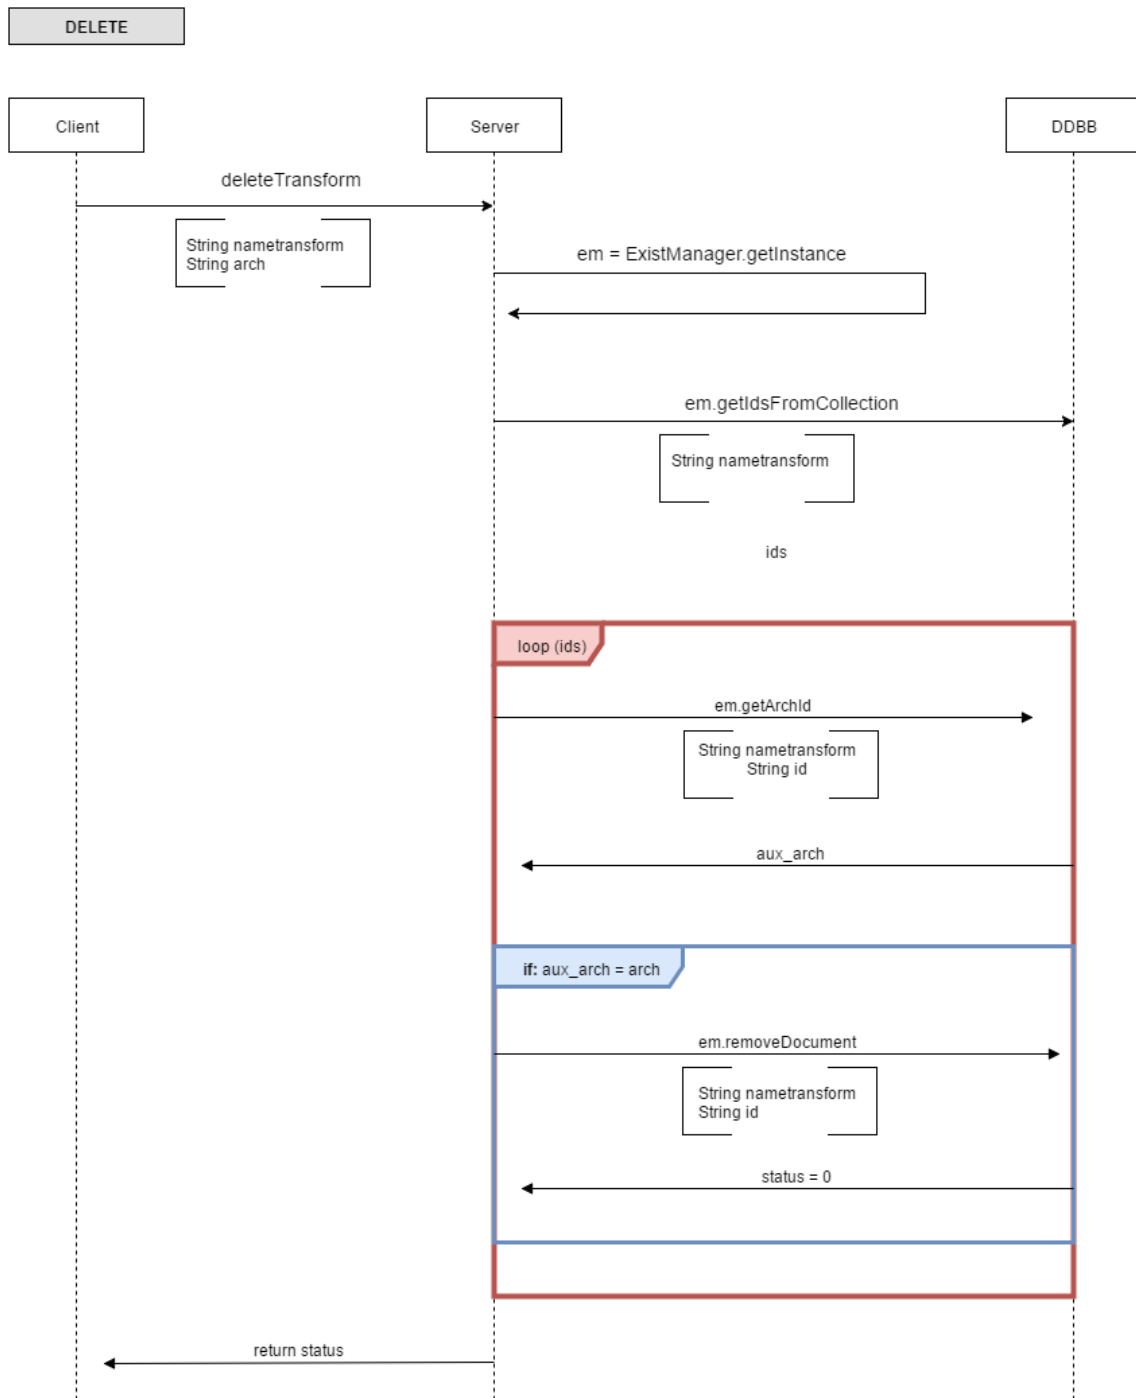 DELETE
Client
Server
DDBB
deleteTransform
String nametransform
String arch
em = ExistManager.getInstance
em.getIdsFromCollection
String nametransform
ids
loop (ids)
em.getArchId
String nametransform
String id
aux_arch
if: aux_arch = arch
em.removeDocument
String nametransform
String id
status = 0
return status